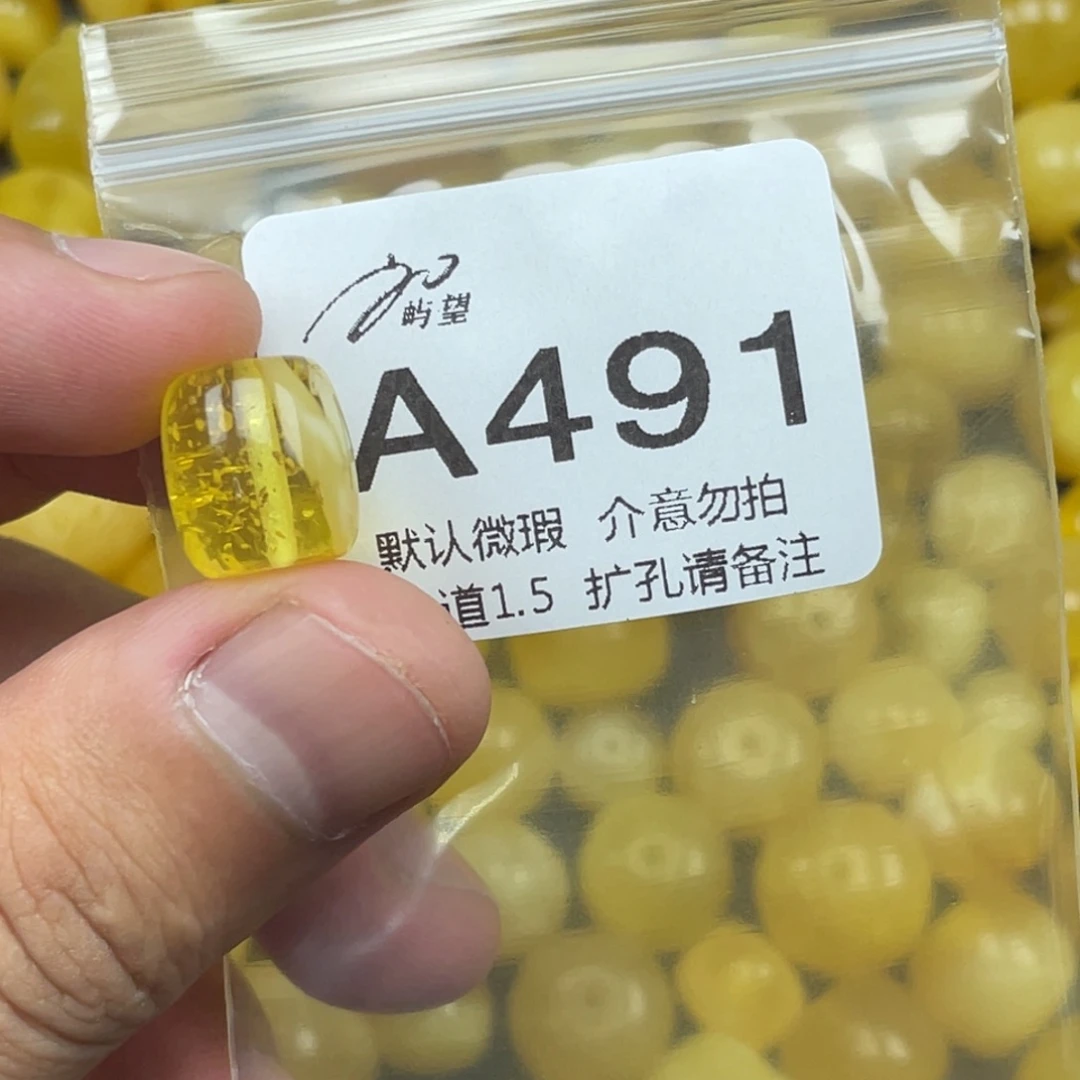 屿望
A491
默认微瑕 介意勿拍
道1.5 扩孔请备注